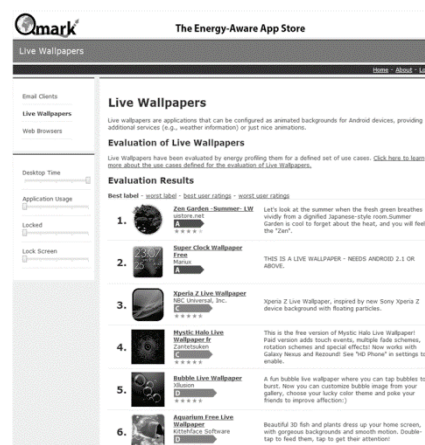 Qmark
The Energy-Aware App Store
Live Wallpapers
Home - About -
Email Clients
Live Wallpapers
Web Browsers
Desktop Time
Application Usage
Locked
Lock Screen
Live Wallpapers
Live wallpapers are applications that can be configured as animated backgrounds for Android devices, providing
additional services (e.g., weather information) or just nice animations.
Evaluation of Live Wallpapers
Live Wallpapers have been evaluated by energy profiling them for a defined set of use cases. Click here to learn
more about the use cases defined for the evaluation of Live Wallpapers.
Evaluation Results
Best label - worst label - best user ratings - worst
user ratings
1.
Zen Garden -Summer- LW
ustore.net
A
Let's look at the summer when the fresh green breathes
vividly from a dignified Japanese-style room.Summer
Garden is cool to forget about the heat, and you will feel
the "Zen".
2.
Super Clock Wallpaper
Free
Mariux
A
THIS IS A LIVE WALLPAPER - NEEDS ANDROID 2.1 OR
ABOVE.
3.
Xperia Z Live Wallpaper
NBC Universal, Inc.
C
Xperia Z Live Wallpaper, inspired by new Sony Xperia Z
device background with floating particles.
4.
Mystic Halo Live
Wallpaper fr
Zantetsuken
C
This is the free version of Mystic Halo Live Wallpaper!
Paid version adds touch events, multiple fade schemes,
rotation schemes and special effects! Now works with
Galaxy Nexus and Rezound! See "HD Phone" in settings to
enable.
5.
Bubble Live Wallpaper
Xllusion
D
A fun bubble live wallpaper where you can tap bubbles to
burst. Now you can customize bubble image from your
gallery, choose your lucky color theme and poke your
friends to improve affection:)
6.
Aquarium Free Live
Wallpaper
Kittehface Software
D
Beautiful 3D fish and plants dress up your home screen,
with gorgeous backgrounds and smooth motion. Double-
tap to feed them, tap to get their attention!